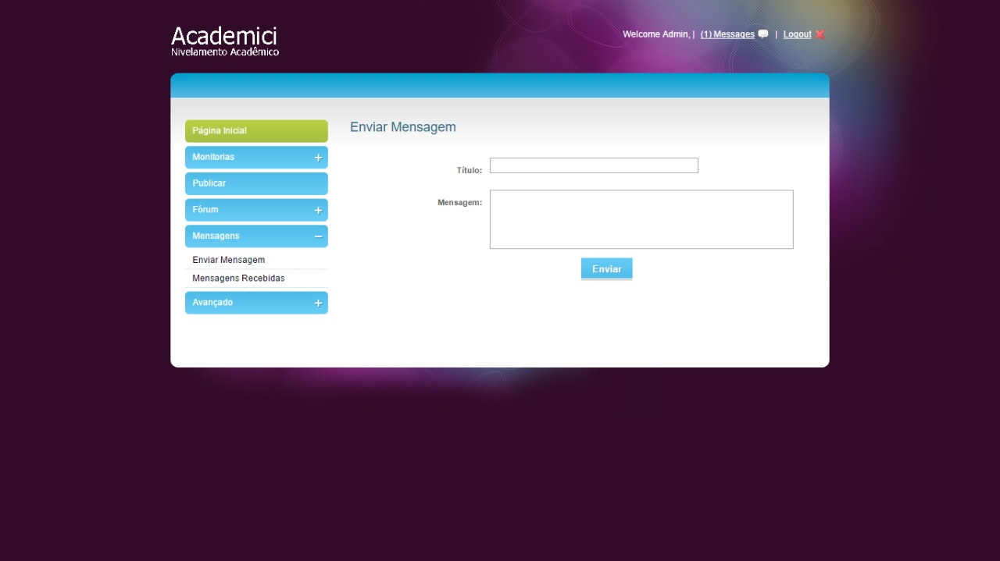 Academici
Nivelamento Acadêmico
Welcome Admin, | (1) Messages | Logout
Página Inicial
Monitorias
Publicar
Fórum
Mensagens
Enviar Mensagem
Mensagens Recebidas
Avançado
Enviar Mensagem
Título:
Mensagem:
Enviar